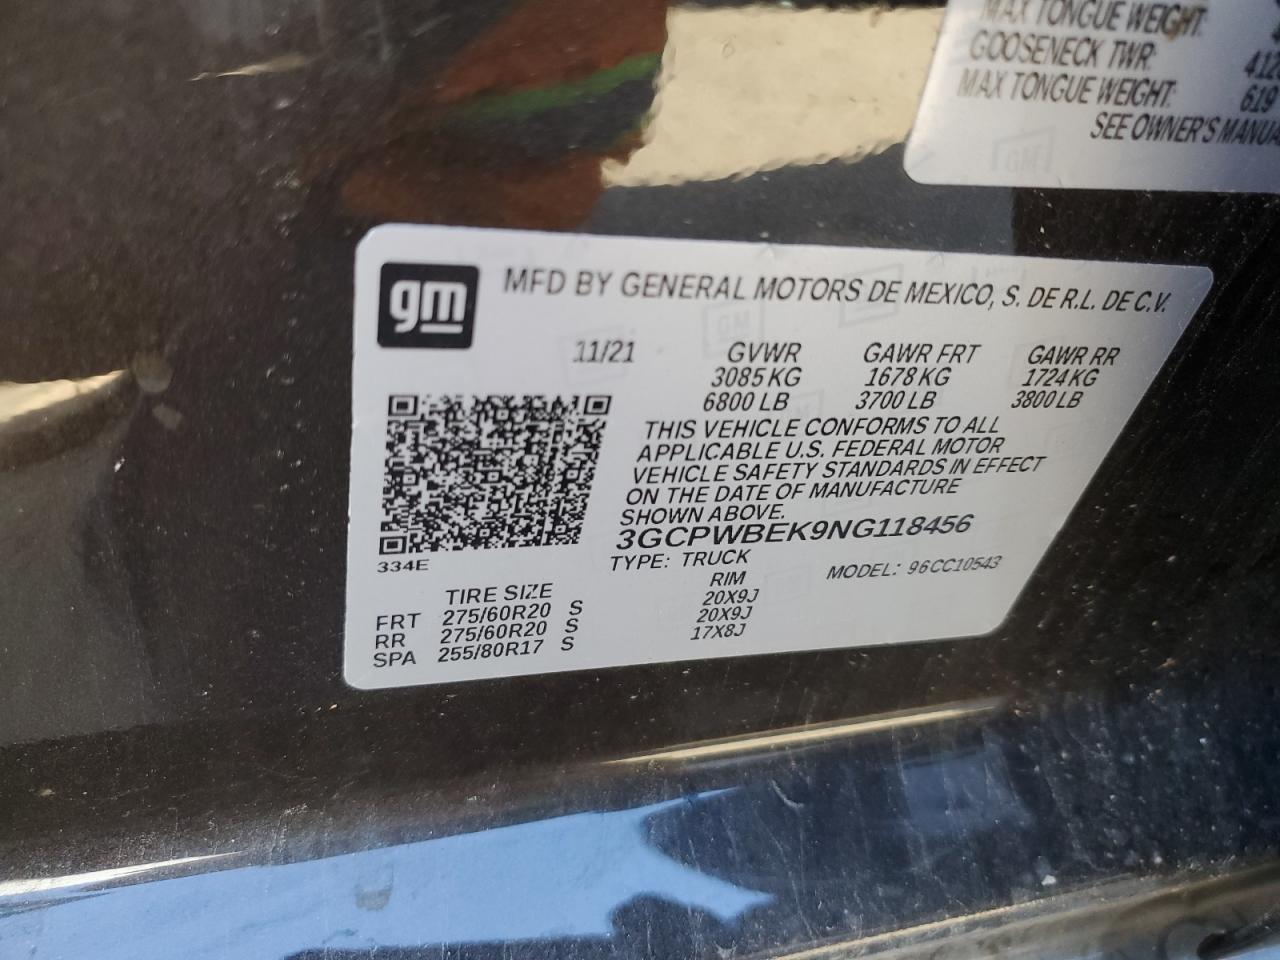 MAX TONGUE WEIGHT:
GOOSENECK TWR: 412
MAX TONGUE WEIGHT: 619
SEE OWNER'S MANUA
GM
gm
MFD BY GENERAL MOTORS DE MEXICO, S. DE R.L. DE C.V.
11/21 GVWR GAWR FRT GAWR RR
3085 KG 1678 KG 1724 KG
6800 LB 3700 LB 3800 LB
THIS VEHICLE CONFORMS TO ALL
APPLICABLE U.S. FEDERAL MOTOR
VEHICLE SAFETY STANDARDS IN EFFECT
ON THE DATE OF MANUFACTURE
SHOWN ABOVE.
3GCPWBEK9NG118456
334E
TYPE: TRUCK MODEL: 96CC10543
TIRE SIZE RIM
FRT 275/60R20 S 20X9J
RR 275/60R20 S 20X9J
SPA 255/80R17 S 17X8J